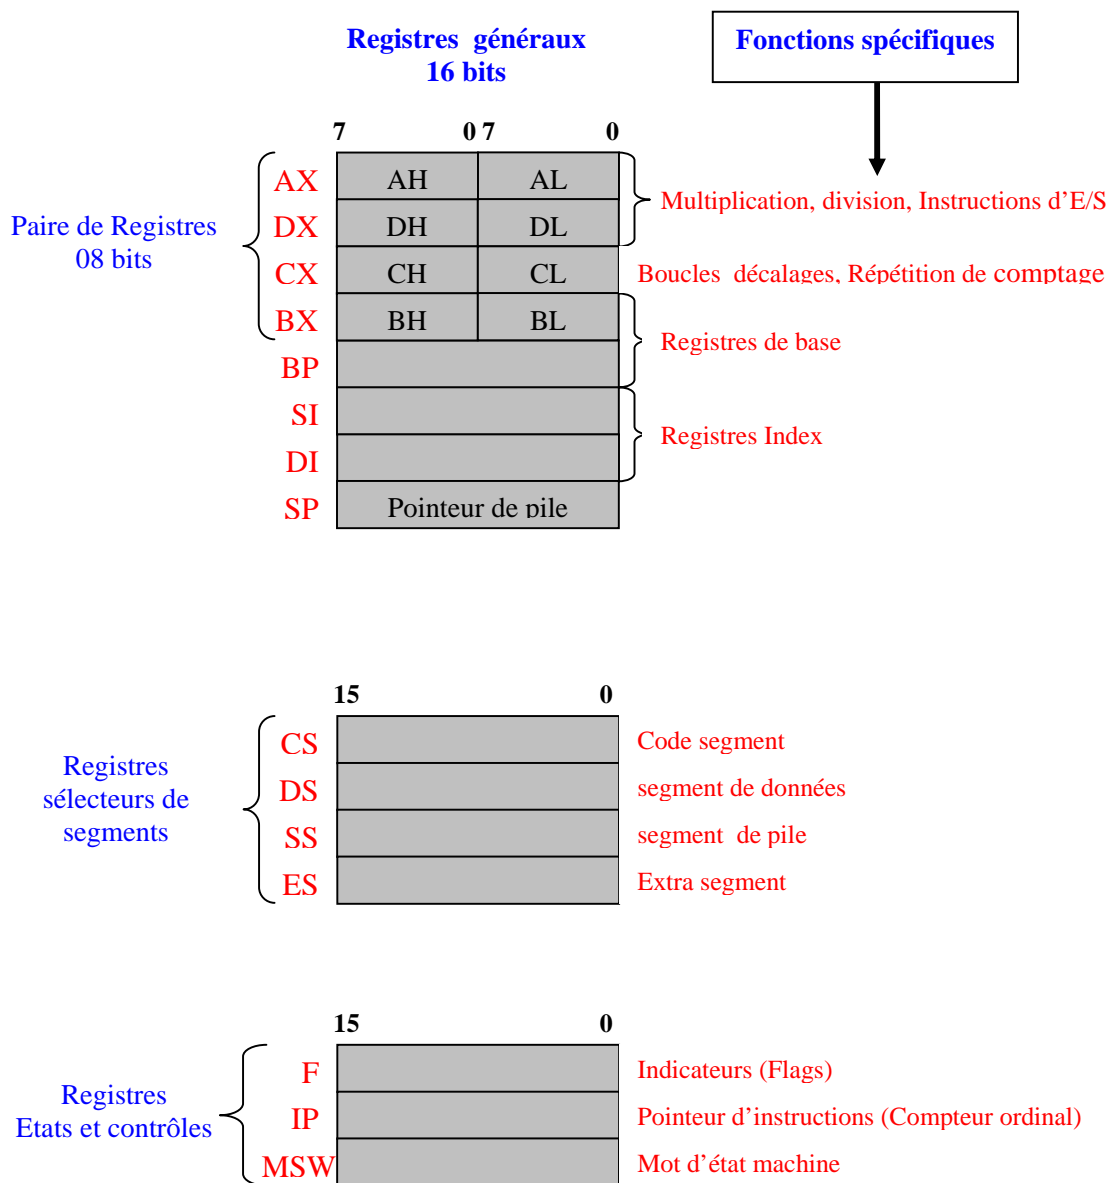 Registres généraux
16 bits
Fonctions spécifiques
7 0 7 0
Paire de Registres
08 bits
AX AH AL
DX DH DL
CX CH CL
BX BH BL
BP
SI
DI
SP Pointeur de pile
Multiplication, division, Instructions d'E/S
Boucles décalages, Répétition de comptage
Registres de base
Registres Index
15 0
Registres
sélecteurs de
segments
CS Code segment
DS segment de données
SS segment de pile
ES Extra segment
15 0
Registres
Etats et contrôles
F Indicateurs (Flags)
IP Pointeur d'instructions (Compteur ordinal)
MSW Mot d'état machine